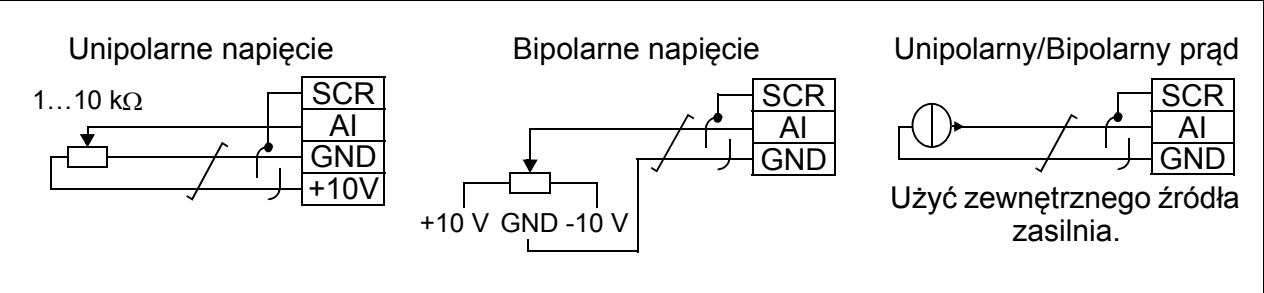 Unipolarne napięcie
1…10 kΩ
SCR
AI
GND
+10V
Bipolarne napięcie
SCR
AI
GND
+10 V GND -10 V
Unipolarny/Bipolarny prąd
SCR
AI
GND
Użyć zewnętrznego źródła
zasilnia.